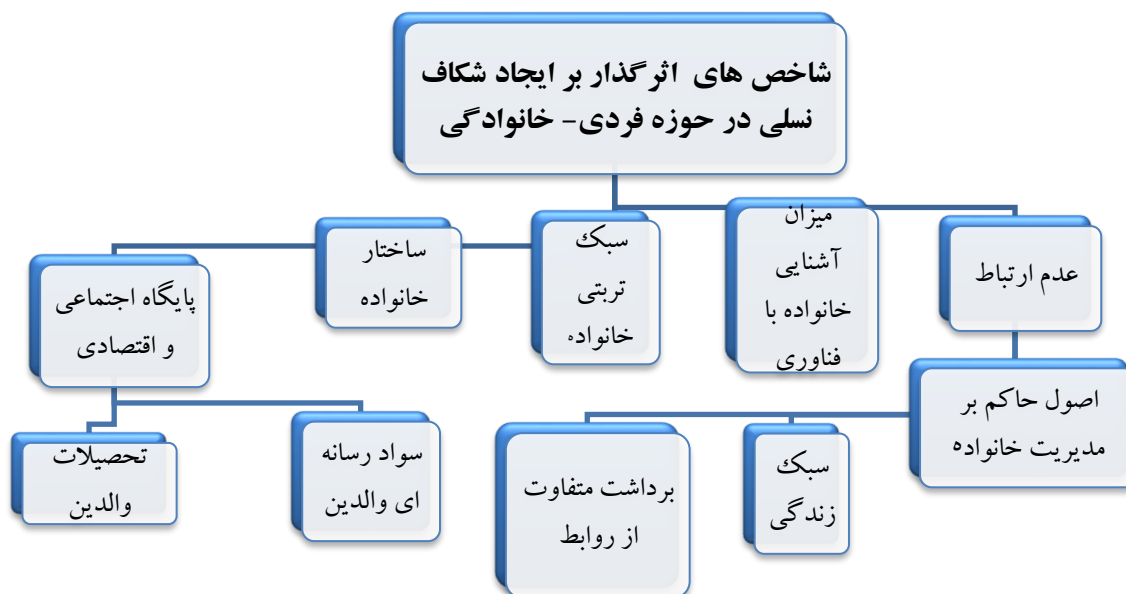 شاخص های اثرگذار بر ایجاد شکاف
نسلی در حوزه فردی- خانوادگی
عدم ارتباط
میزان
آشنایی
خانواده با
فناوری
سبک
تربتی
خانواده
ساختار
خانواده
پایگاه اجتماعی
و اقتصادی
اصول حاکم بر
مدیریت خانواده
سبک
زندگی
برداشت متفاوت
از روابط
سواد رسانه
ای والدین
تحصیلات
والدین